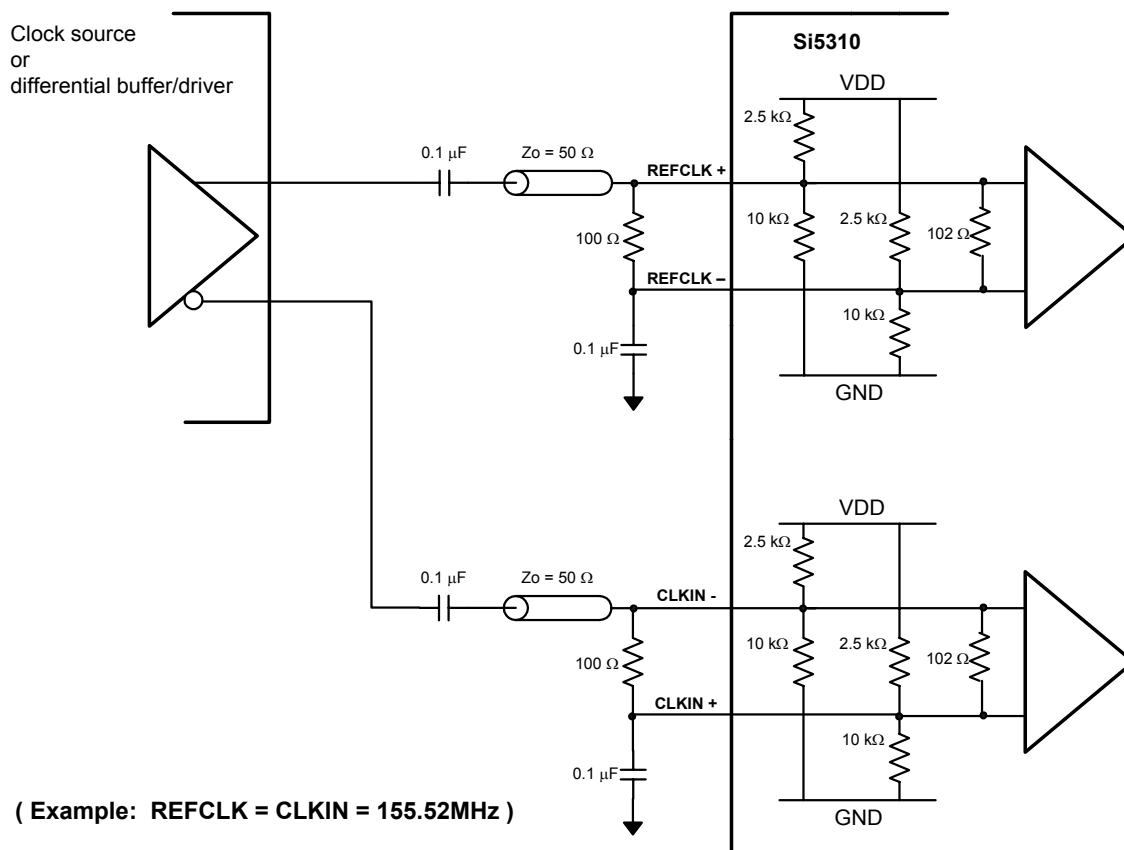 Clock source
or
differential buffer/driver
Si5310
VDD
2.5 kΩ
0.1 μF
Zo = 50 Ω
REFCLK +
100 Ω
10 kΩ
2.5 kΩ
102 Ω
REFCLK –
10 kΩ
0.1 μF
GND
VDD
2.5 kΩ
0.1 μF
Zo = 50 Ω
CLKIN -
100 Ω
10 kΩ
2.5 kΩ
102 Ω
CLKIN +
10 kΩ
0.1 μF
GND
( Example: REFCLK = CLKIN = 155.52MHz )